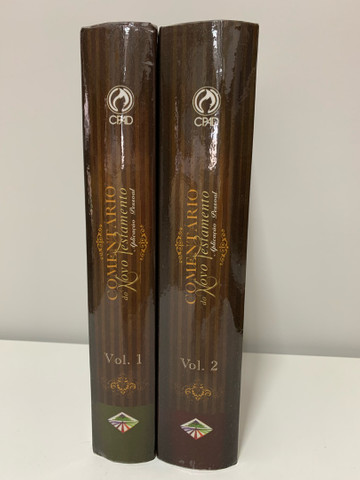 CPAD
COMENTÁRIO
do Novo Testamento
Aplicação Pessoal
Vol. 1
CPAD
COMENTÁRIO
do Novo Testamento
Aplicação Pessoal
Vol. 2